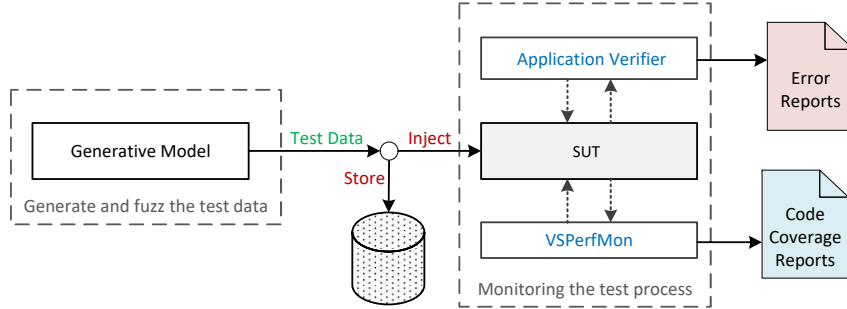 Application Verifier
Error
Reports
Generative Model
Test Data
Inject
SUT
Store
Generate and fuzz the test data
VSPerfMon
Code
Coverage
Reports
Monitoring the test process